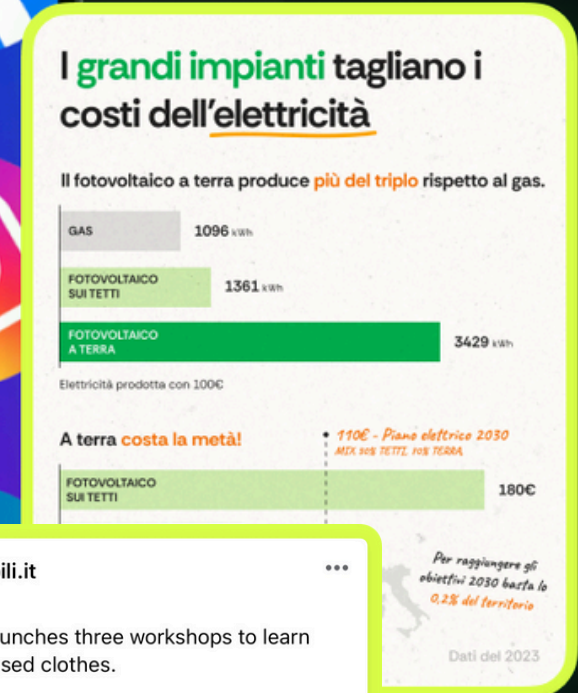 I grandi impianti tagliano i
costi dell'elettricità
Il fotovoltaico a terra produce più del triplo rispetto al gas.
GAS
1096 kWh
FOTOVOLTAICO
SUI TETTI
1361 kWh
FOTOVOLTAICO
A TERRA
3429 kWh
Elettricità prodotta con 100€
A terra costa la metà!
110€ - Piano elettrico 2030
MIX 30% TETTI, 70% TERRA
FOTOVOLTAICO
SUI TETTI
180€
Per raggiungere gli
obiettivi 2030 basta lo
0,2% del territorio
Dati del 2023
ili.it
unches three workshops to learn
sed clothes.